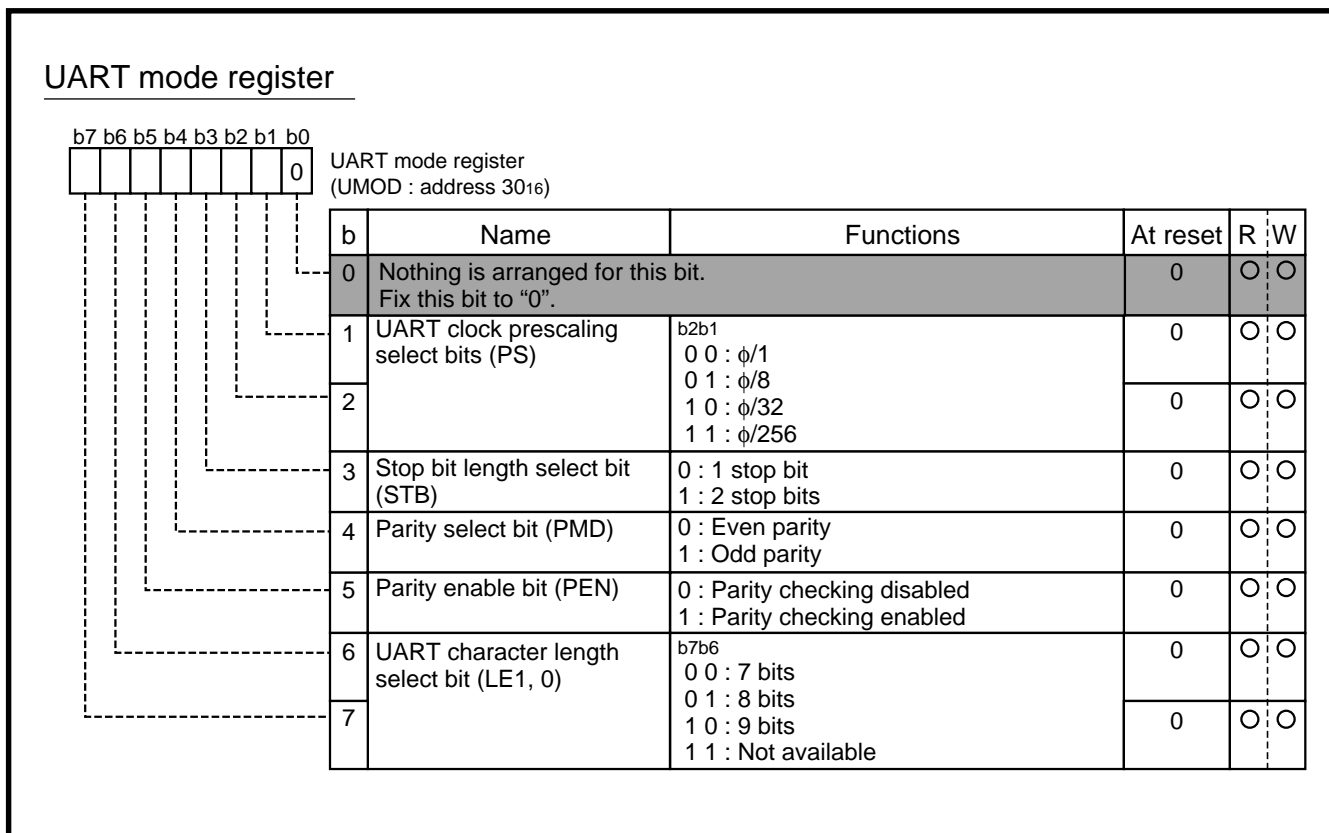 UART mode register
b7 b6 b5 b4 b3 b2 b1 b0
0
UART mode register
(UMOD : address 3016)
b Name Functions At reset R W
0 Nothing is arranged for this bit. 0
Fix this bit to “0”.
1 UART clock prescaling b2b1 0
select bits (PS) 0 0 : ϕ/1
0 1 : ϕ/8
2 1 0 : ϕ/32 0
1 1 : ϕ/256
3 Stop bit length select bit 0 : 1 stop bit 0
(STB) 1 : 2 stop bits
4 Parity select bit (PMD) 0 : Even parity 0
1 : Odd parity
5 Parity enable bit (PEN) 0 : Parity checking disabled 0
1 : Parity checking enabled
6 UART character length b7b6 0
select bit (LE1, 0) 0 0 : 7 bits
0 1 : 8 bits
7 1 0 : 9 bits 0
1 1 : Not available